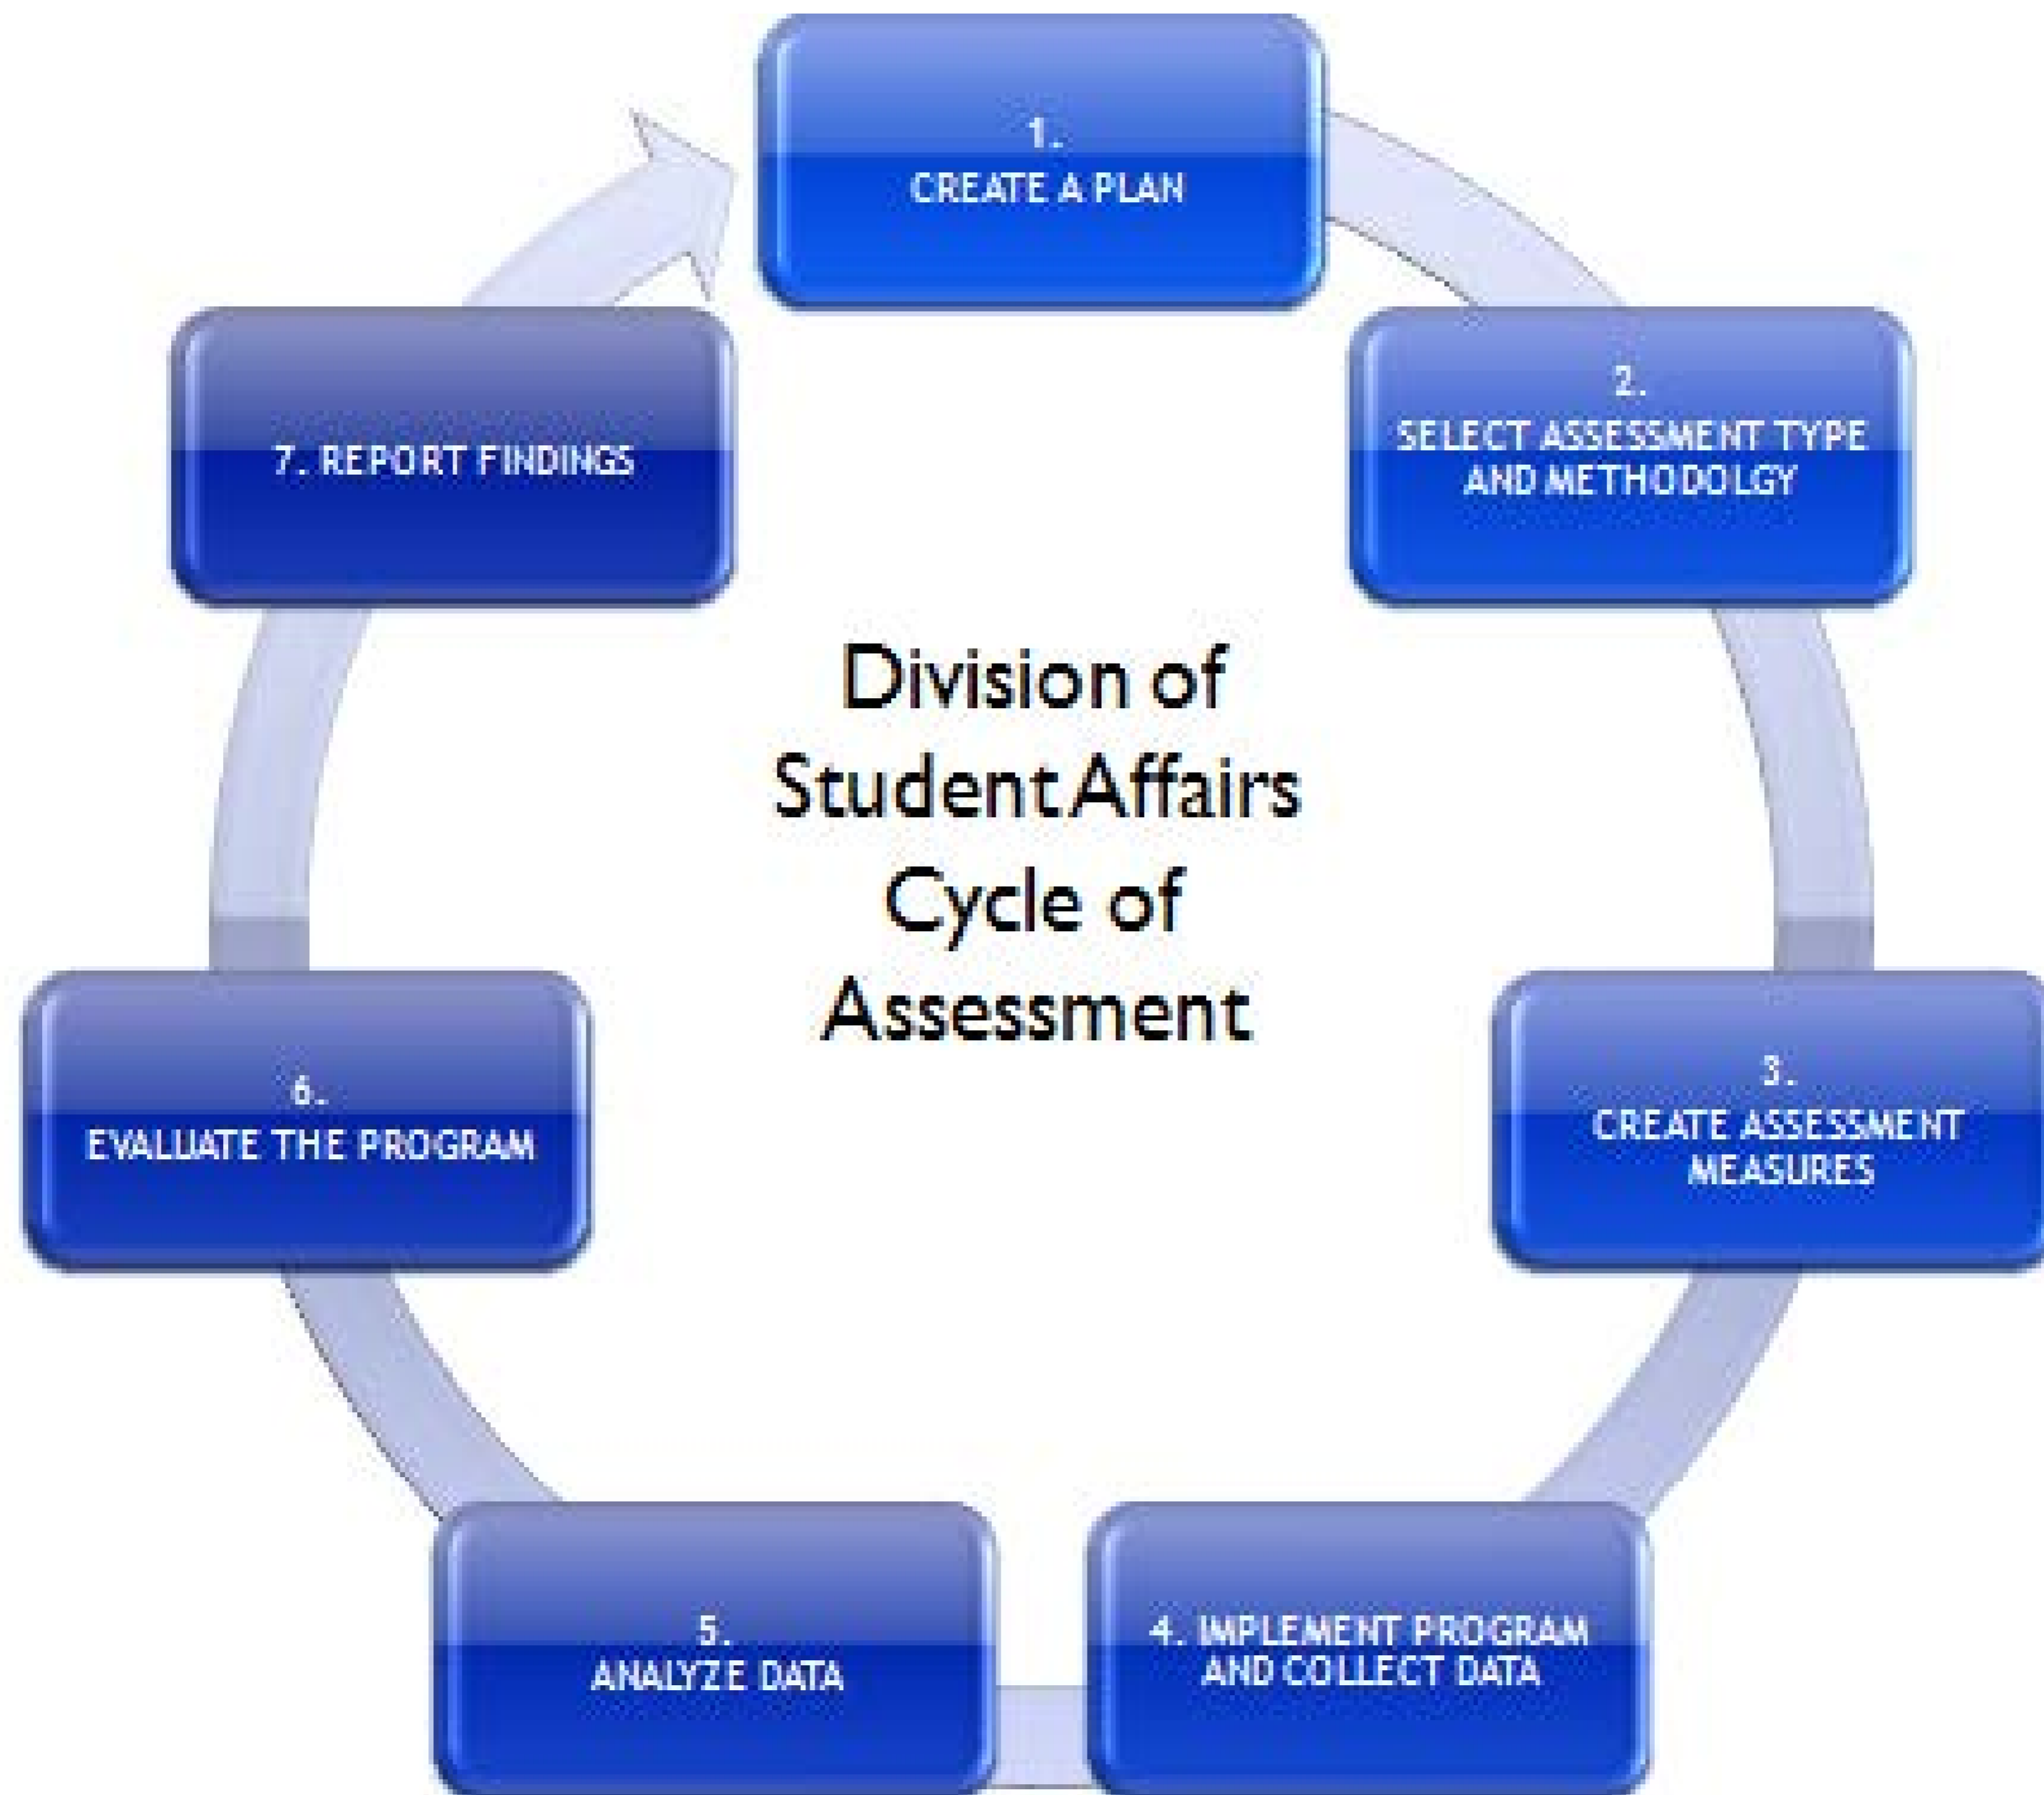 1.
CREATE A PLAN
2.
SELECT ASSESSMENT TYPE
AND METHODOLGY
3.
CREATE ASSESSMENT
MEASURES
4. IMPLEMENT PROGRAM
AND COLLECT DATA
5.
ANALYZE DATA
6.
EVALUATE THE PROGRAM
7. REPORT FINDINGS
Division of
Student Affairs
Cycle of
Assessment